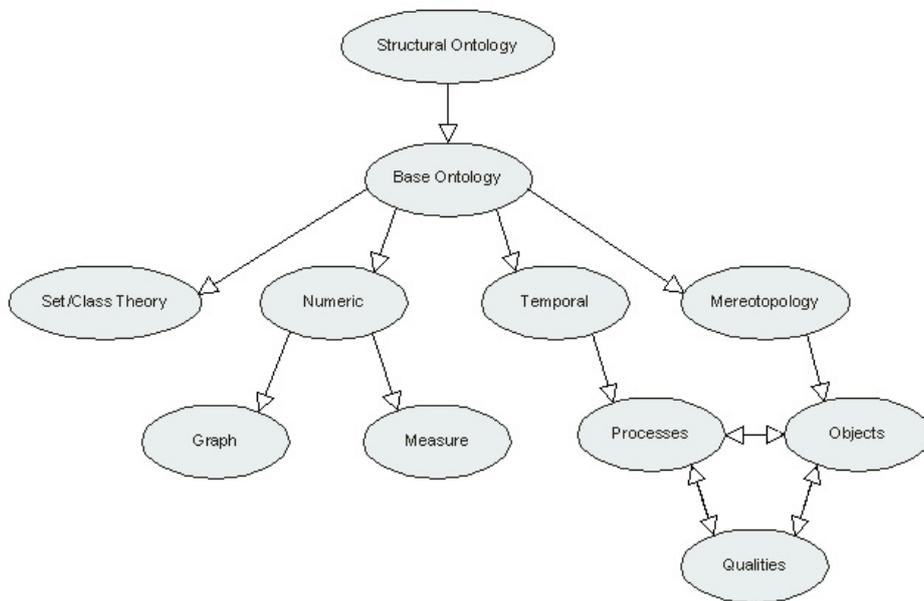 Structural Ontology
Base Ontology
Set/Class Theory
Numeric
Temporal
Mereotopology
Graph
Measure
Processes
Objects
Qualities